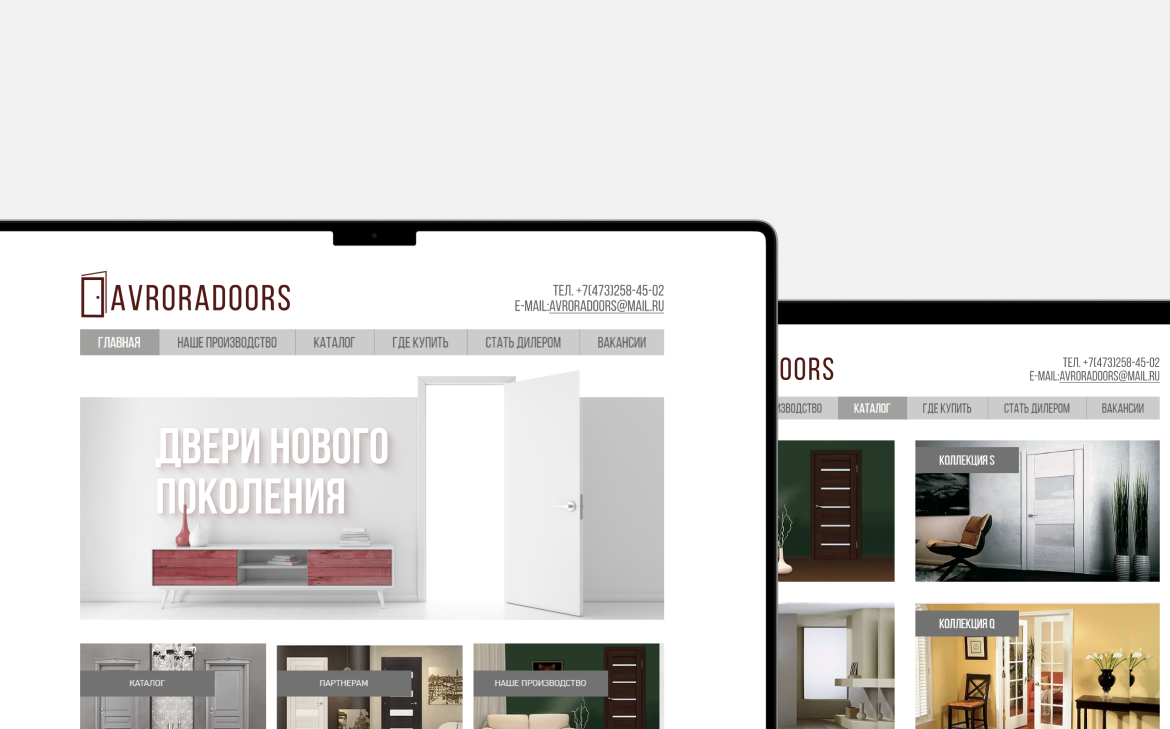 AVRORADOORS
ТЕЛ. +7(473)258-45-02
E-MAIL:AVRORADOORS@MAIL.RU
ГЛАВНАЯ НАШЕ ПРОИЗВОДСТВО КАТАЛОГ ГДЕ КУПИТЬ СТАТЬ ДИЛЕРОМ ВАКАНСИИ
ДВЕРИ НОВОГО
ПОКОЛЕНИЯ
КАТАЛОГ ПАРТНЕРАМ НАШЕ ПРОИЗВОДСТВО
OORS
ТЕЛ. +7(473)258-45-02
E-MAIL:AVRORADOORS@MAIL.RU
ИЗВОДСТВО КАТАЛОГ ГДЕ КУПИТЬ СТАТЬ ДИЛЕРОМ ВАКАНСИИ
КОЛЛЕКЦИЯ S
КОЛЛЕКЦИЯ Q